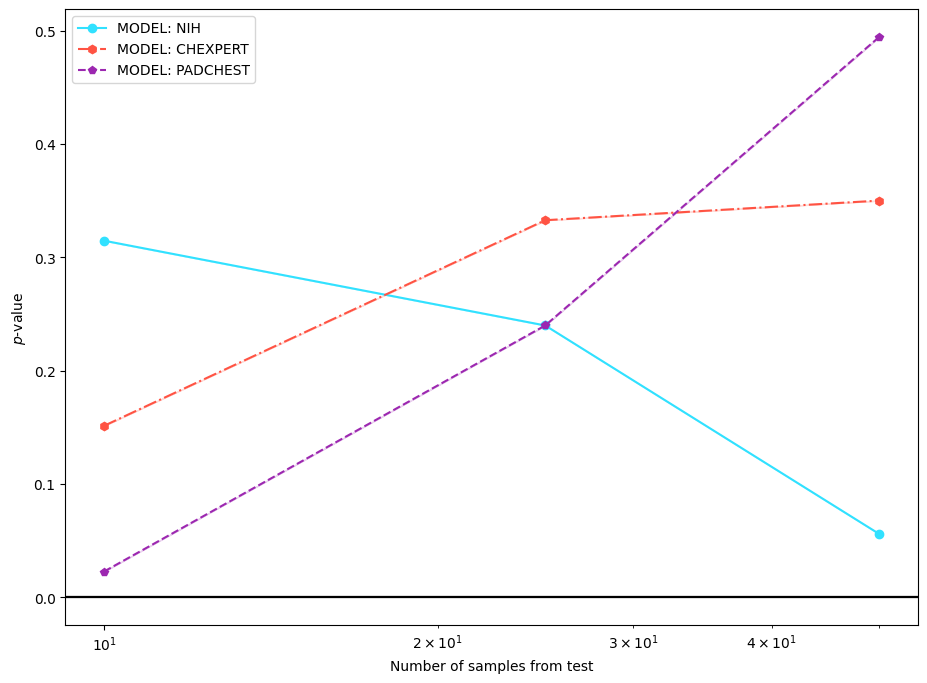 MODEL: NIH
MODEL: CHEXPERT
MODEL: PADCHEST
0.5
0.4
0.3
0.2
0.1
0.0
p-value
10¹ 2 × 10¹ 3 × 10¹ 4 × 10¹
Number of samples from test